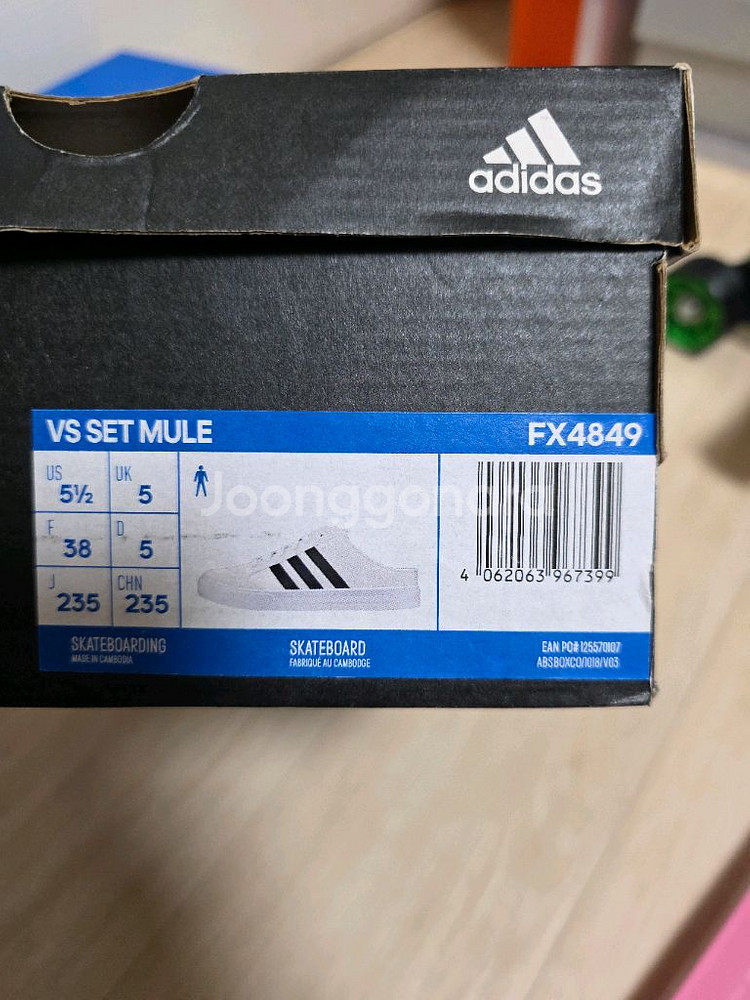 adidas
VS SET MULE FX4849
US 5½ UK 5
F 38 D 5
J 235 CHN 235
Joonggonara
4 062063 967399
SKATEBOARDING
MADE IN CAMBODIA
SKATEBOARD
FABRIQUÉ AU CAMBODGE
EAN PO# 125570107
ABSBOXCO/1018/V03